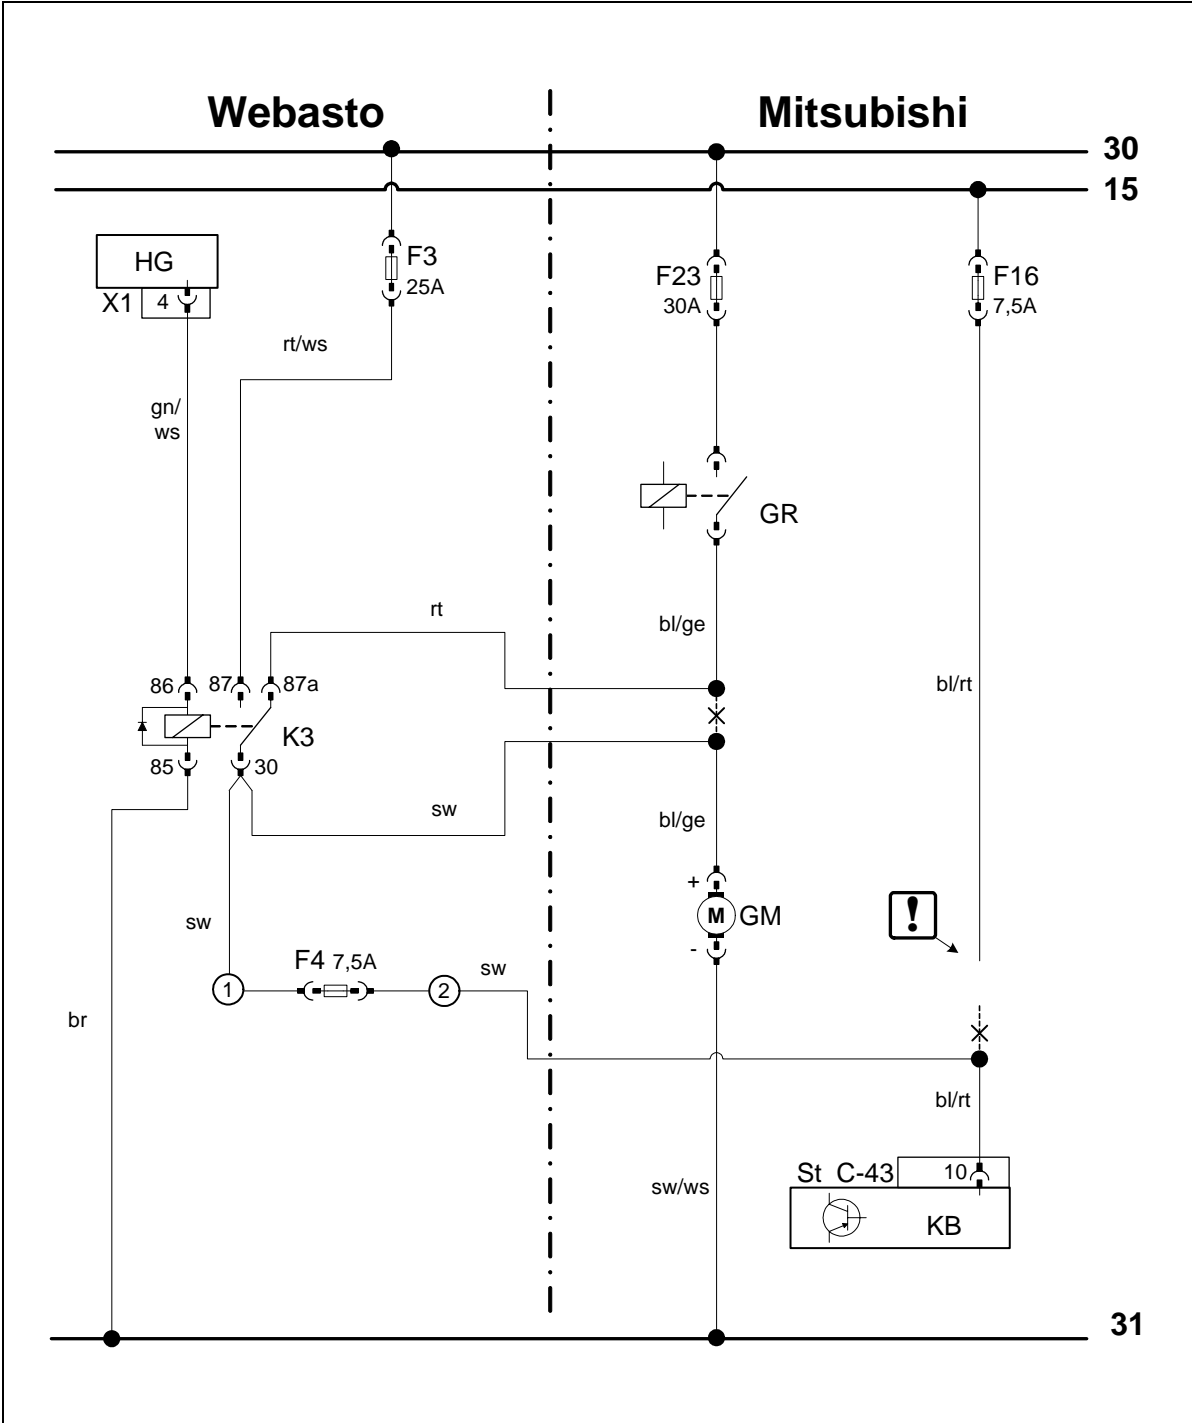 Webasto
Mitsubishi
30
15
HG
F3
25A
F23
30A
F16
7,5A
X1
4
rt/ws
gn/
ws
GR
rt
bl/ge
bl/rt
86
87
87a
K3
85
30
sw
bl/ge
+
M
GM
-
!
sw
F4 7,5A
sw
1
2
br
bl/rt
St C-43
10
sw/ws
KB
31